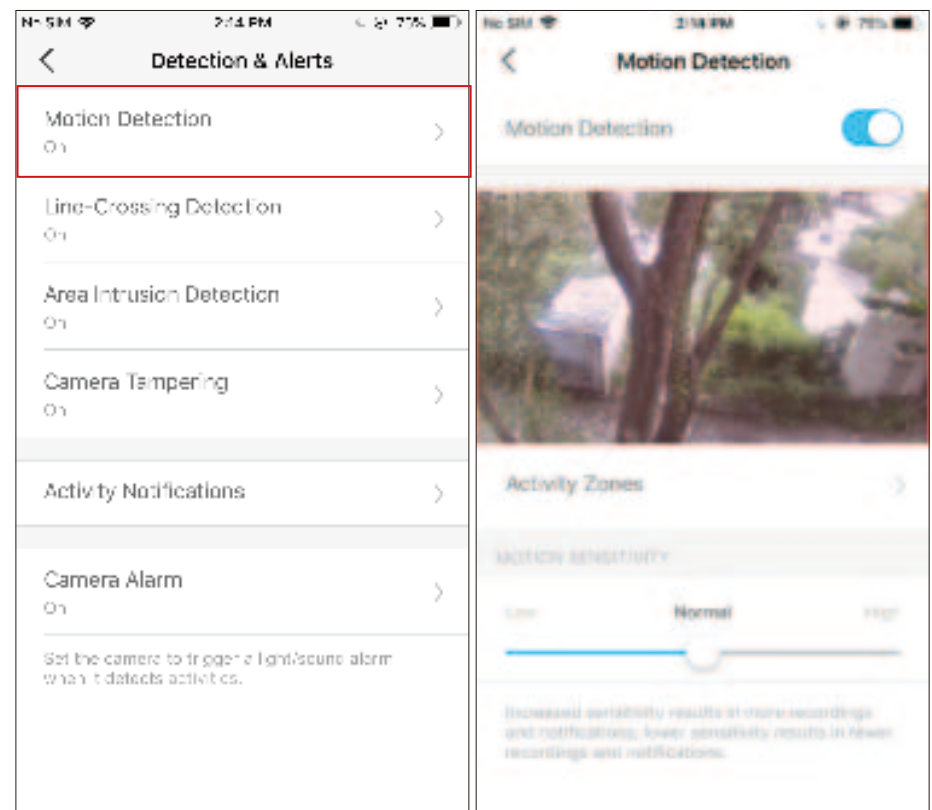 No SIM 2:14 PM 75%
Detection & Alerts
Motion Detection
On
Line-Crossing Detection
On
Area Intrusion Detection
On
Camera Tampering
On
Activity Notifications
Camera Alarm
On
Set the camera to trigger a light/sound alarm
when it detects activities.
No SIM 2:14 PM 75%
Motion Detection
Motion Detection
Activity Zones
MOTION SENSITIVITY
Low Normal High
Increased sensitivity results in more recordings
and notifications, lower sensitivity results in fewer
recordings and notifications.